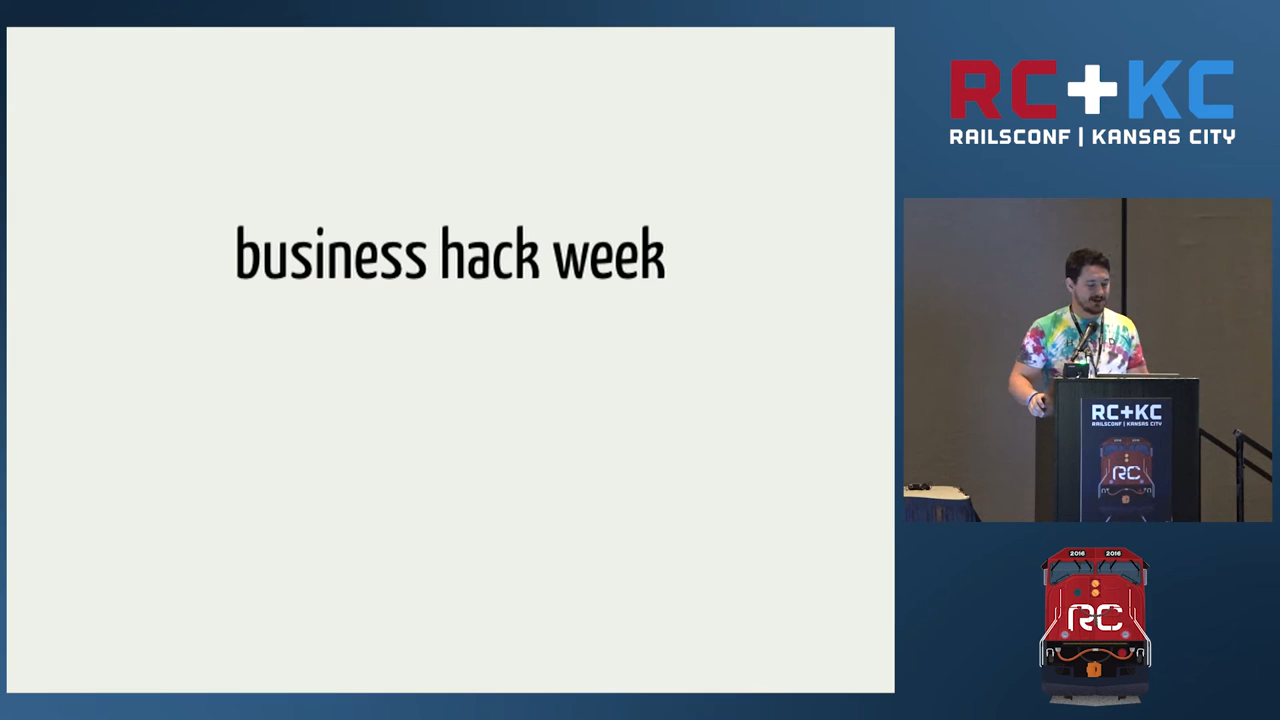 business hack week
RC+KC
RAILSCONF | KANSAS CITY
RC+KC
RAILSCONF | KANSAS CITY
RC
2016 2016
RC